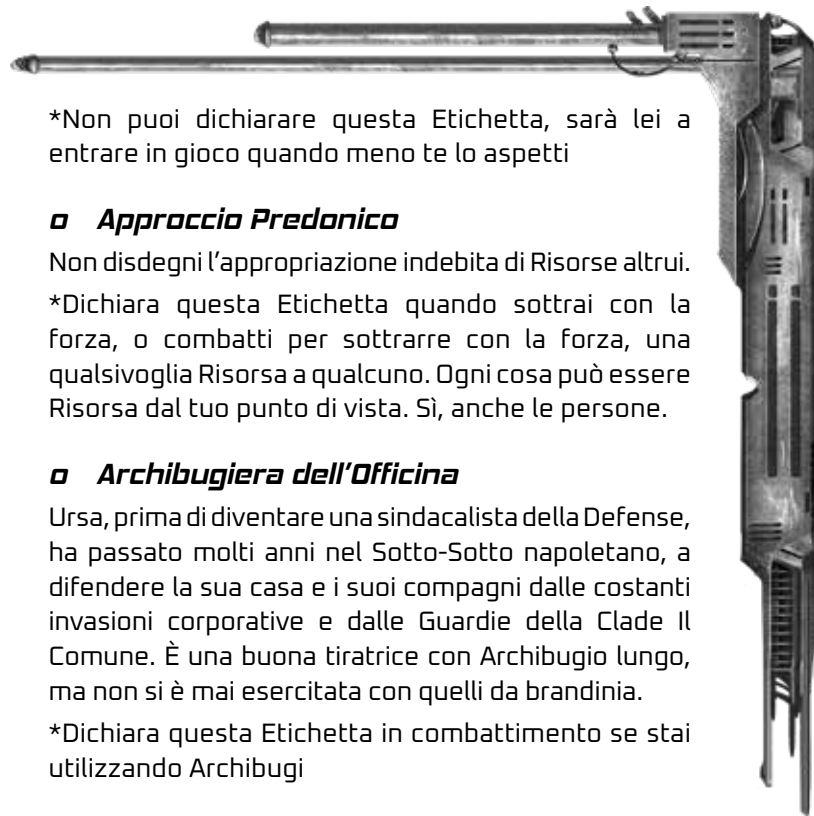 *Non puoi dichiarare questa Etichetta, sarà lei a
entrare in gioco quando meno te lo aspetti
o Approccio Predonico
Non disdegni l'appropriazione indebita di Risorse altrui.
*Dichiara questa Etichetta quando sottrai con la
forza, o combatti per sottrarre con la forza, una
qualsivoglia Risorsa a qualcuno. Ogni cosa può essere
Risorsa dal tuo punto di vista. Sì, anche le persone.
o Archibugiera dell'Officina
Ursa, prima di diventare una sindacalista della Defense,
ha passato molti anni nel Sotto-Sotto napoletano, a
difendere la sua casa e i suoi compagni dalle costanti
invasioni corporative e dalle Guardie della Clade Il
Comune. È una buona tiratrice con Archibugio lungo,
ma non si è mai esercitata con quelli da brandinia.
*Dichiara questa Etichetta in combattimento se stai
utilizzando Archibugi